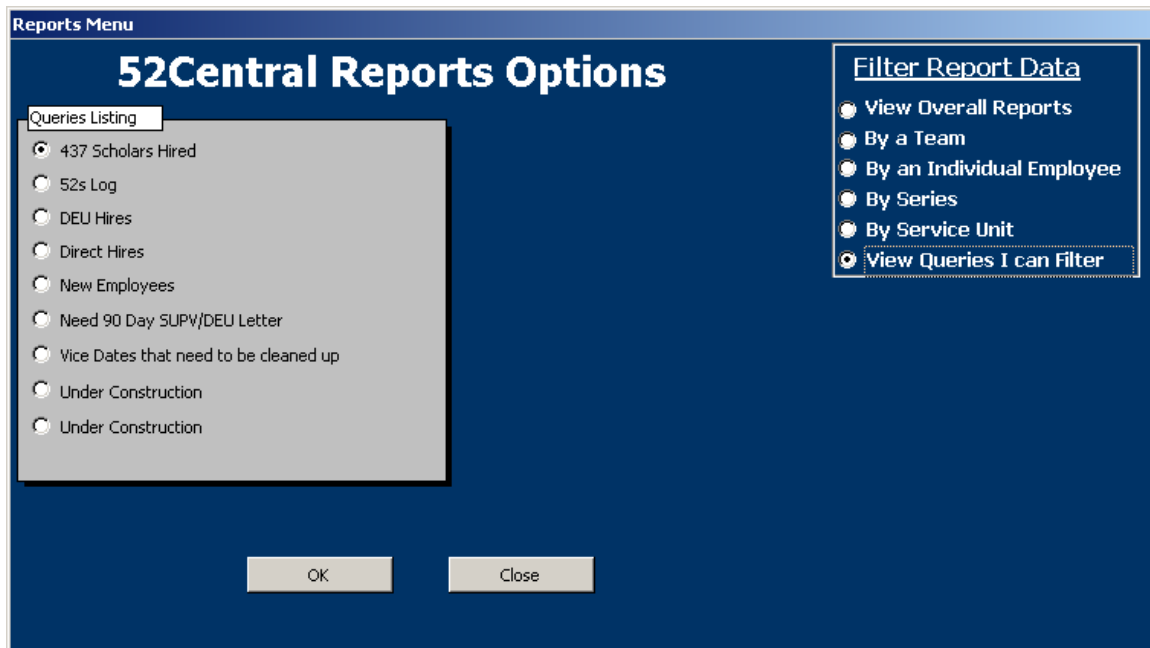 Reports Menu
52Central Reports Options
Queries Listing
437 Scholars Hired
52s Log
DEU Hires
Direct Hires
New Employees
Need 90 Day SUPV/DEU Letter
Vice Dates that need to be cleaned up
Under Construction
Under Construction
OK
Close
Filter Report Data
View Overall Reports
By a Team
By an Individual Employee
By Series
By Service Unit
View Queries I can Filter